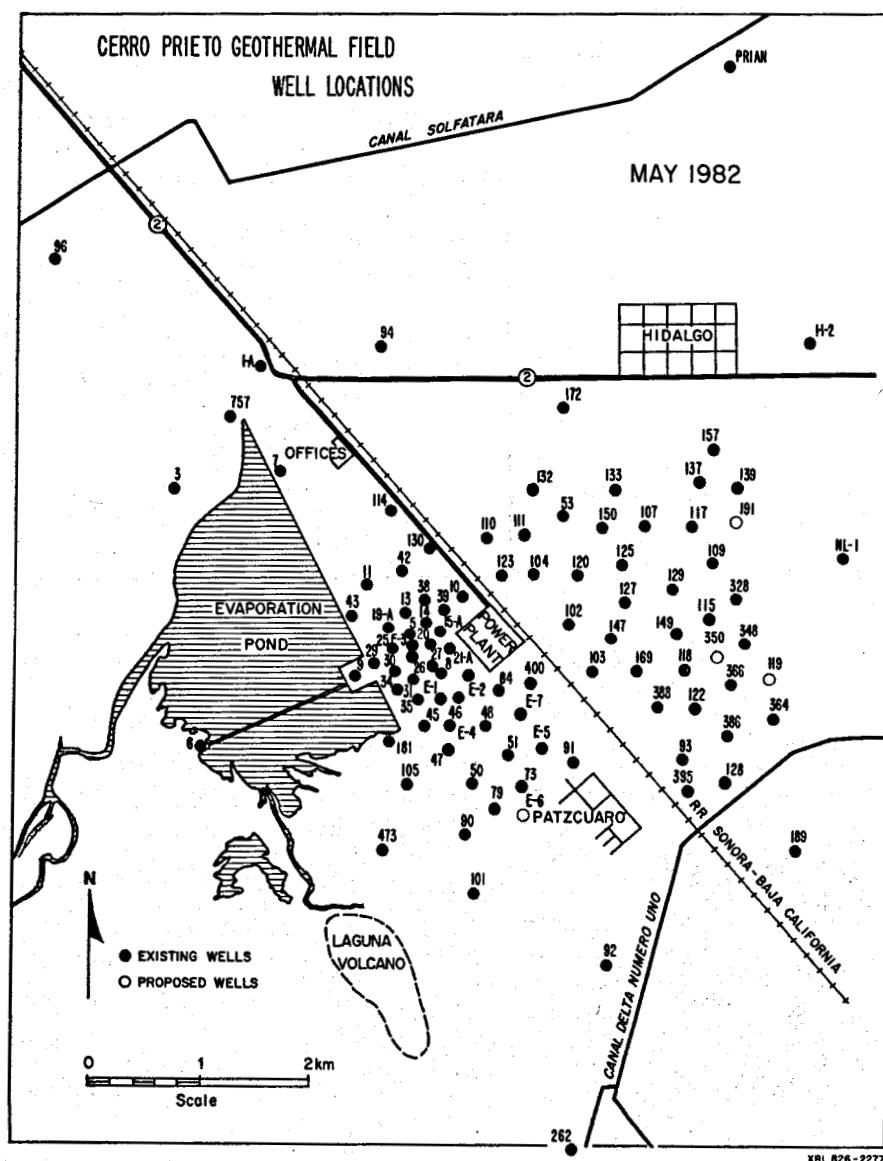 CERRO PRIETO GEOTHERMAL FIELD
WELL LOCATIONS
PRIAN
CANAL SOLFATARA
MAY 1982
2
96
94
HIDALGO
H-2
I-A
2
172
757
157
OFFICES
7
3
132
133
137
139
114
53
150
107
117
191
110
111
130
NL-1
42
123
104
120
125
109
11
129
328
38
10
127
43
13
39
EVAPORATION
POND
19-A
14
15-A
POWER
PLANT
102
115
5
147
149
348
25
E-3
20
350
29
27
21-A
9
30
26
8
84
400
103
169
118
366
119
34
31
E-1
E-2
35
E-7
388
122
364
45
46
48
386
6
181
E-4
E-5
47
51
91
93
105
50
73
395
128
79
E-6
PATZCUARO
RR SONORA-BAJA CALIFORNIA
90
473
189
101
N
LAGUNA
VOLCANO
EXISTING WELLS
PROPOSED WELLS
92
CANAL DELTA NUMERO UNO
0 1 2km
Scale
262
XBL 826-2277